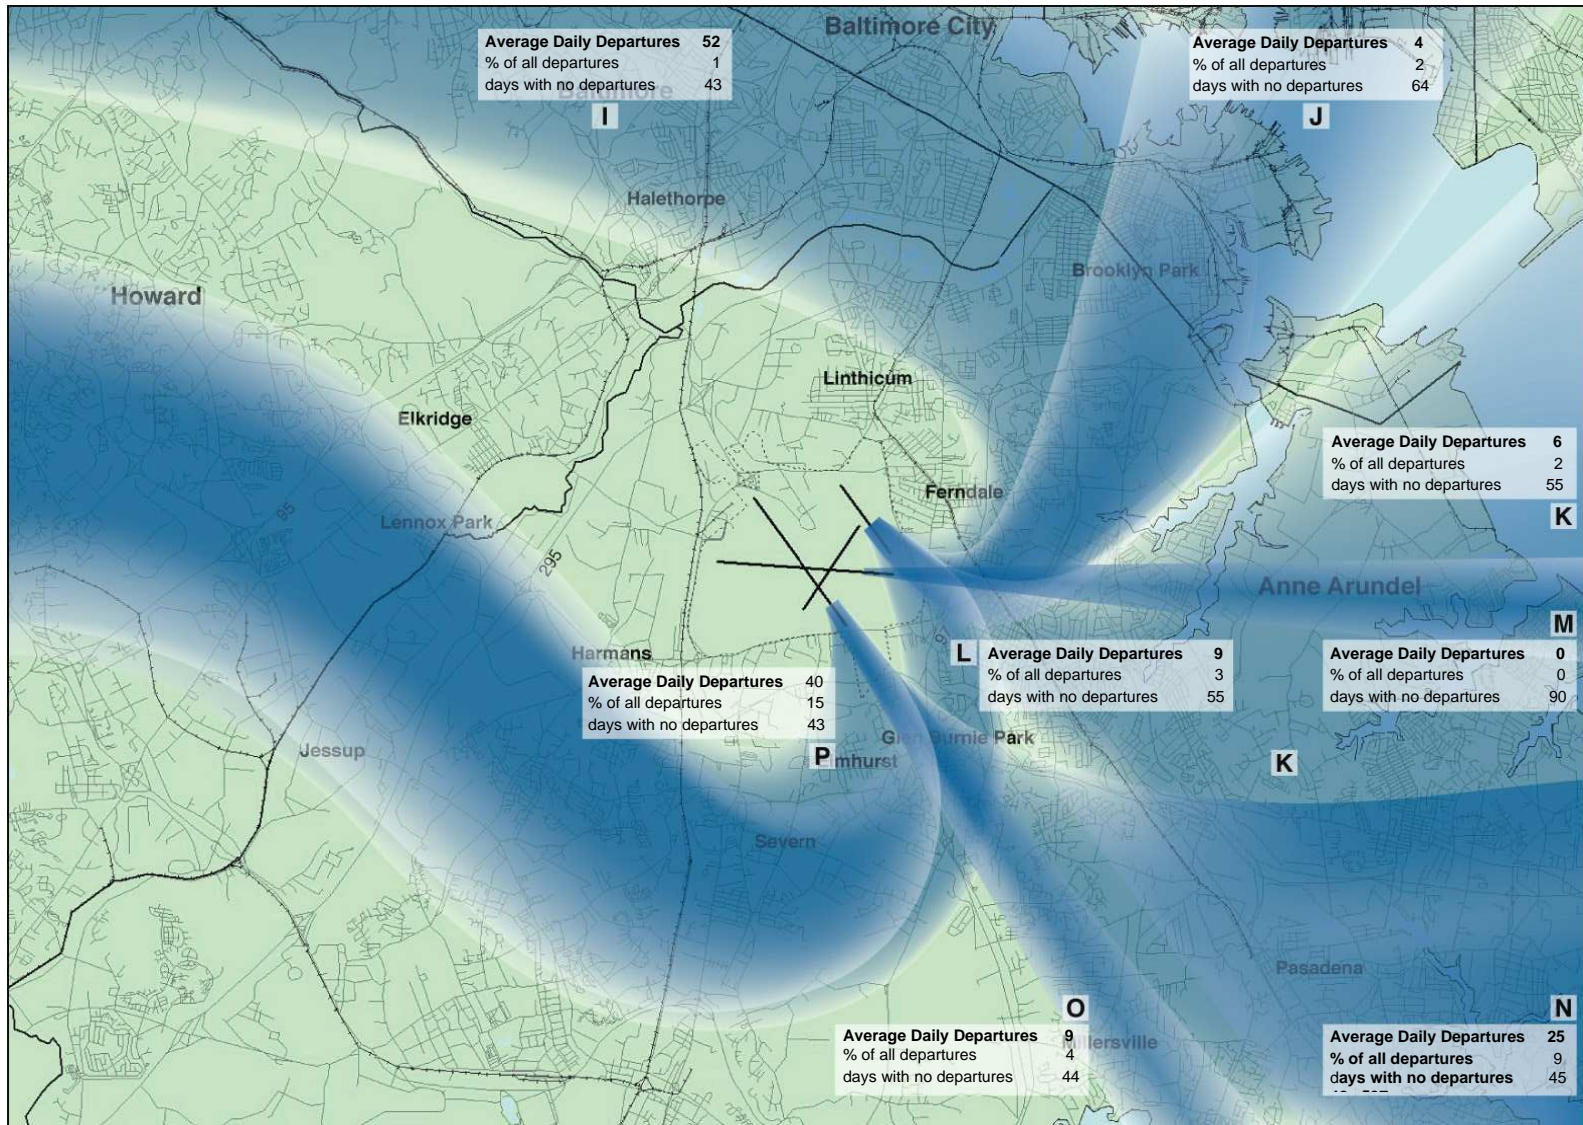 Baltimore City
Average Daily Departures 52
% of all departures 1
days with no departures 43
Baltimore
I
Average Daily Departures 4
% of all departures 2
days with no departures 64
J
Halethorpe
Brooklyn Park
Howard
Linthicum
Elkridge
Average Daily Departures 6
% of all departures 2
days with no departures 55
K
Ferndale
95
Lennox Park
295
Anne Arundel
M
Harmans
L
Average Daily Departures 9
% of all departures 3
days with no departures 55
Average Daily Departures 0
% of all departures 0
days with no departures 90
Average Daily Departures 40
% of all departures 15
days with no departures 43
P
Glen Burnie Park
Elmhurst
Jessup
K
Severn
Pasadena
O
N
Average Daily Departures 9
% of all departures 4
days with no departures 44
Millersville
Average Daily Departures 25
% of all departures 9
days with no departures 45